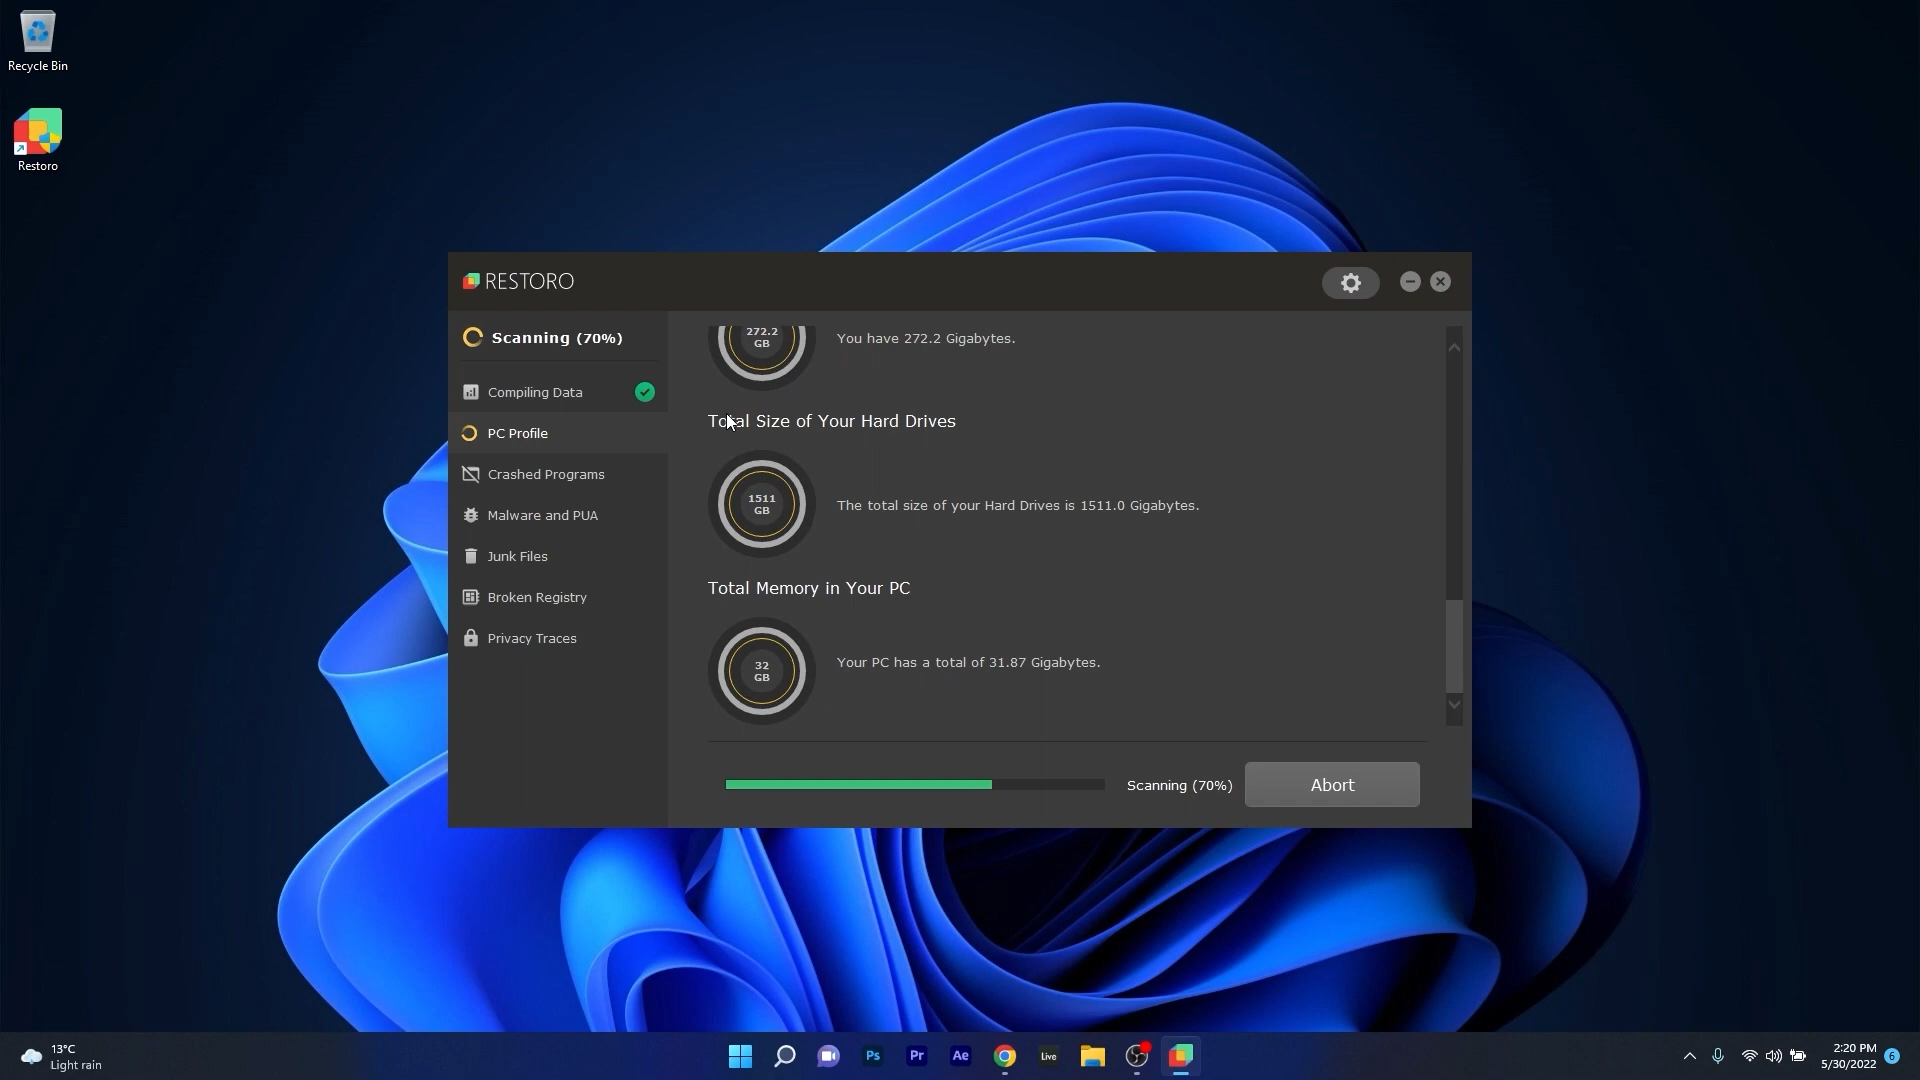 Recycle Bin
Restoro
RESTORO
Scanning (70%)
Compiling Data
PC Profile
Crashed Programs
Malware and PUA
Junk Files
Broken Registry
Privacy Traces
272.2
GB
You have 272.2 Gigabytes.
Total Size of Your Hard Drives
1511
GB
The total size of your Hard Drives is 1511.0 Gigabytes.
Total Memory in Your PC
32
GB
Your PC has a total of 31.87 Gigabytes.
Scanning (70%)
Abort
13°C
Light rain
Ps
Pr
Ae
Live
2:20 PM
5/30/2022
6